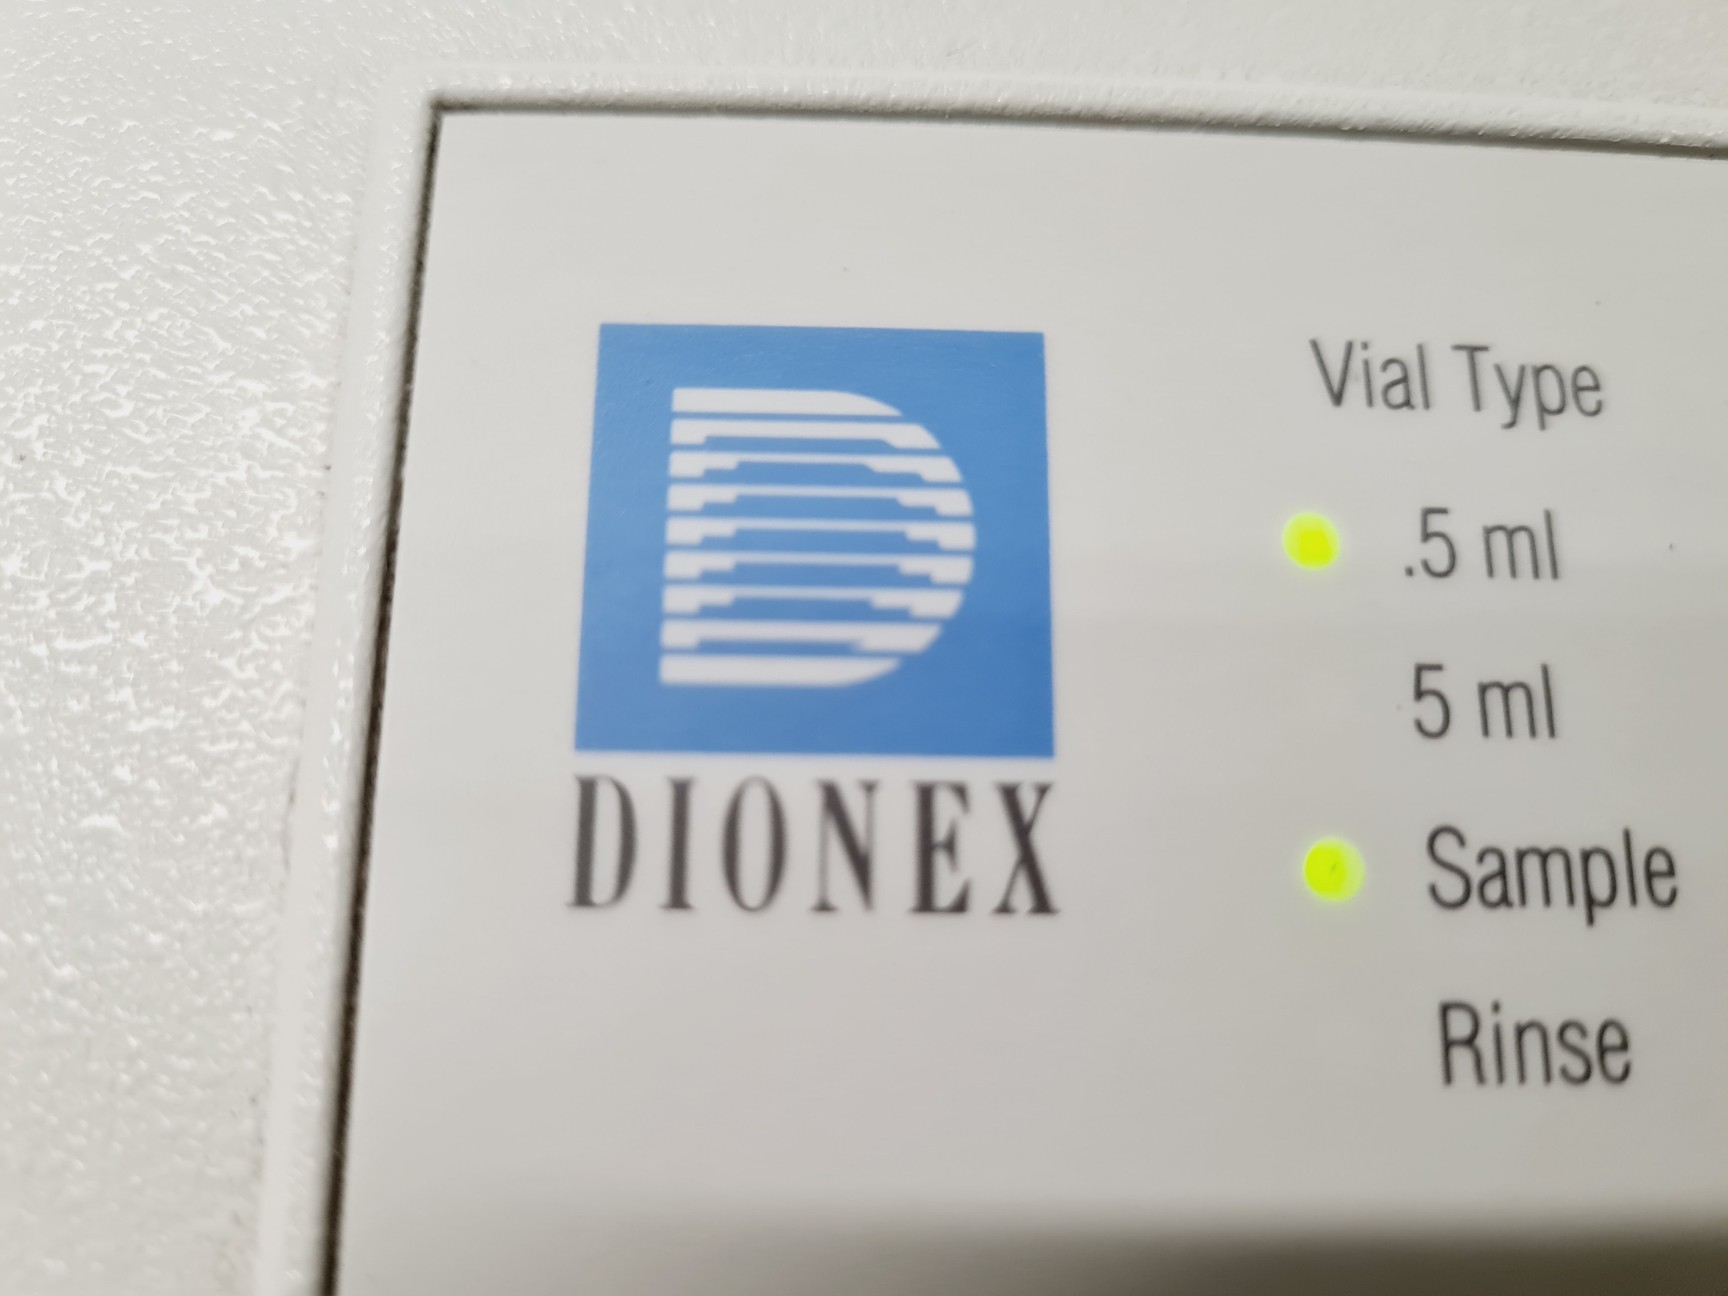 DIONEX
Vial Type
.5 ml
5 ml
Sample
Rinse